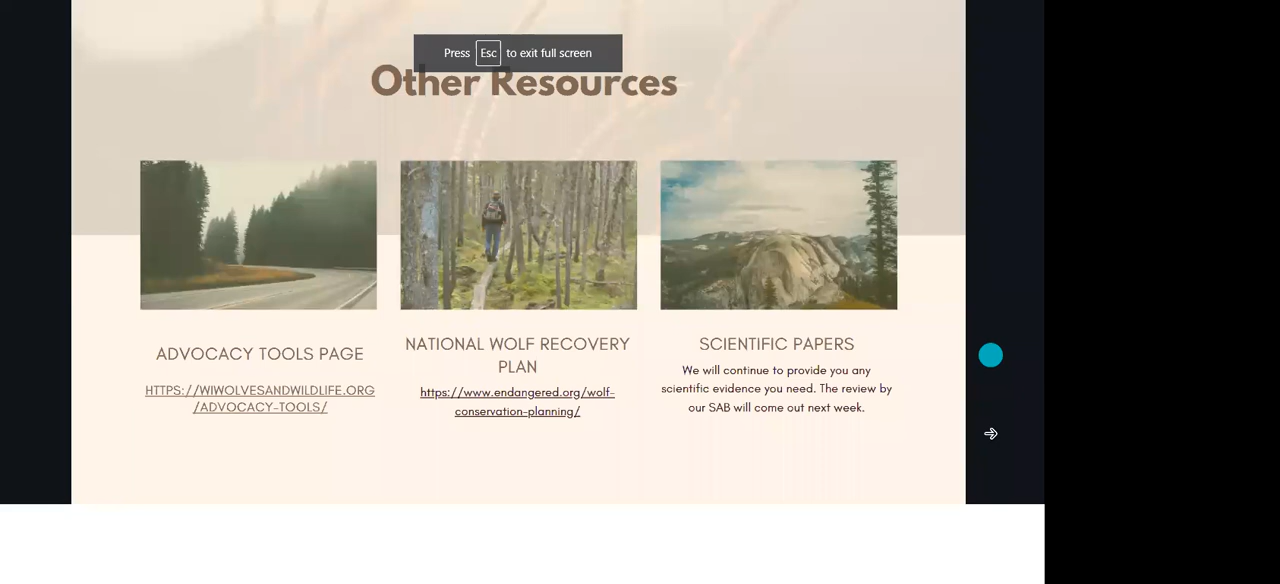 Press Esc to exit full screen
Other Resources
ADVOCACY TOOLS PAGE
HTTPS://WIWOLVESANDWILDLIFE.ORG
/ADVOCACY-TOOLS/
NATIONAL WOLF RECOVERY
PLAN
https://www.endangered.org/wolf-
conservation-planning/
SCIENTIFIC PAPERS
We will continue to provide you any
scientific evidence you need. The review by
our SAB will come out next week.